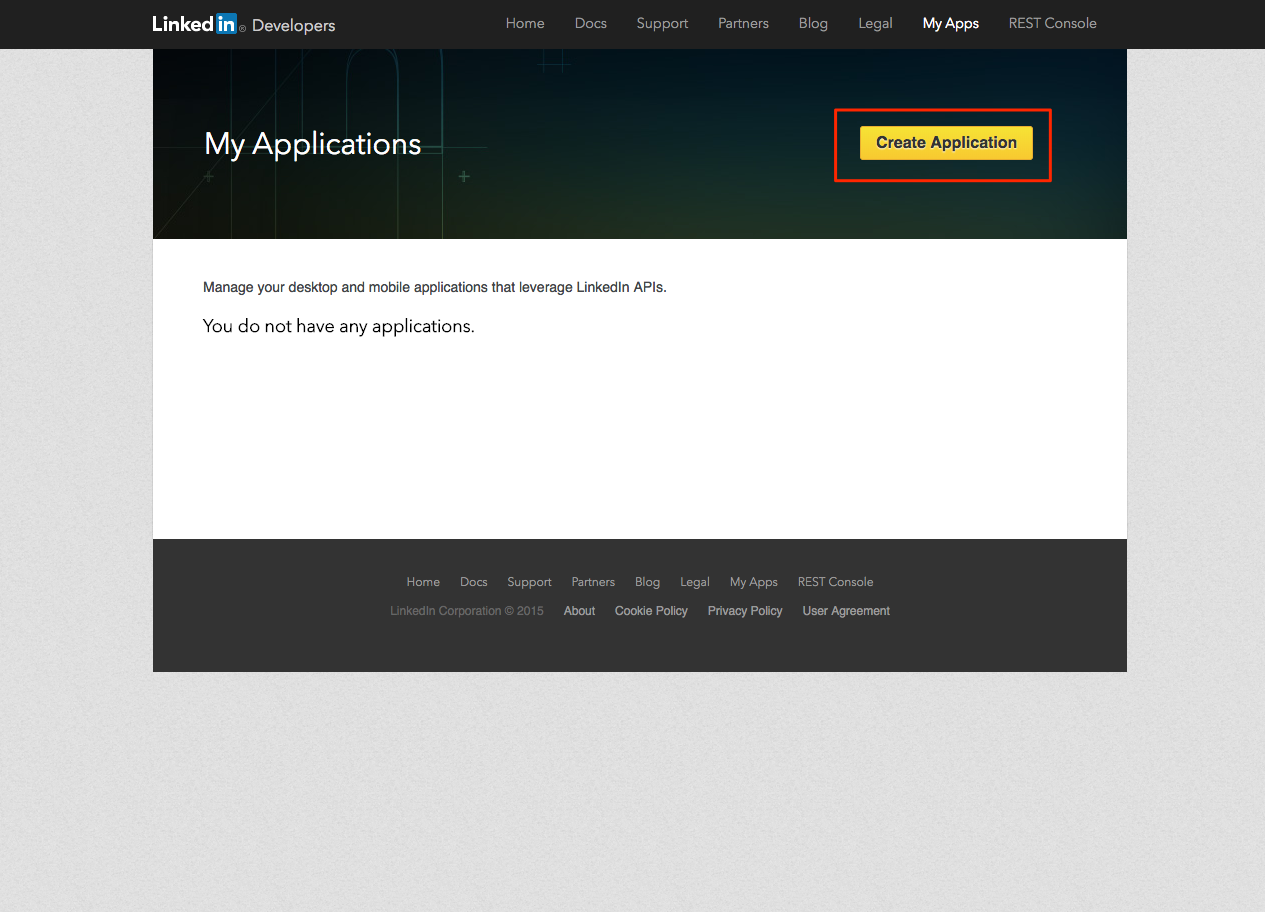 Linked in ® Developers Home Docs Support Partners Blog Legal My Apps REST Console
My Applications Create Application
Manage your desktop and mobile applications that leverage LinkedIn APIs.
You do not have any applications.
Home Docs Support Partners Blog Legal My Apps REST Console
LinkedIn Corporation © 2015 About Cookie Policy Privacy Policy User Agreement